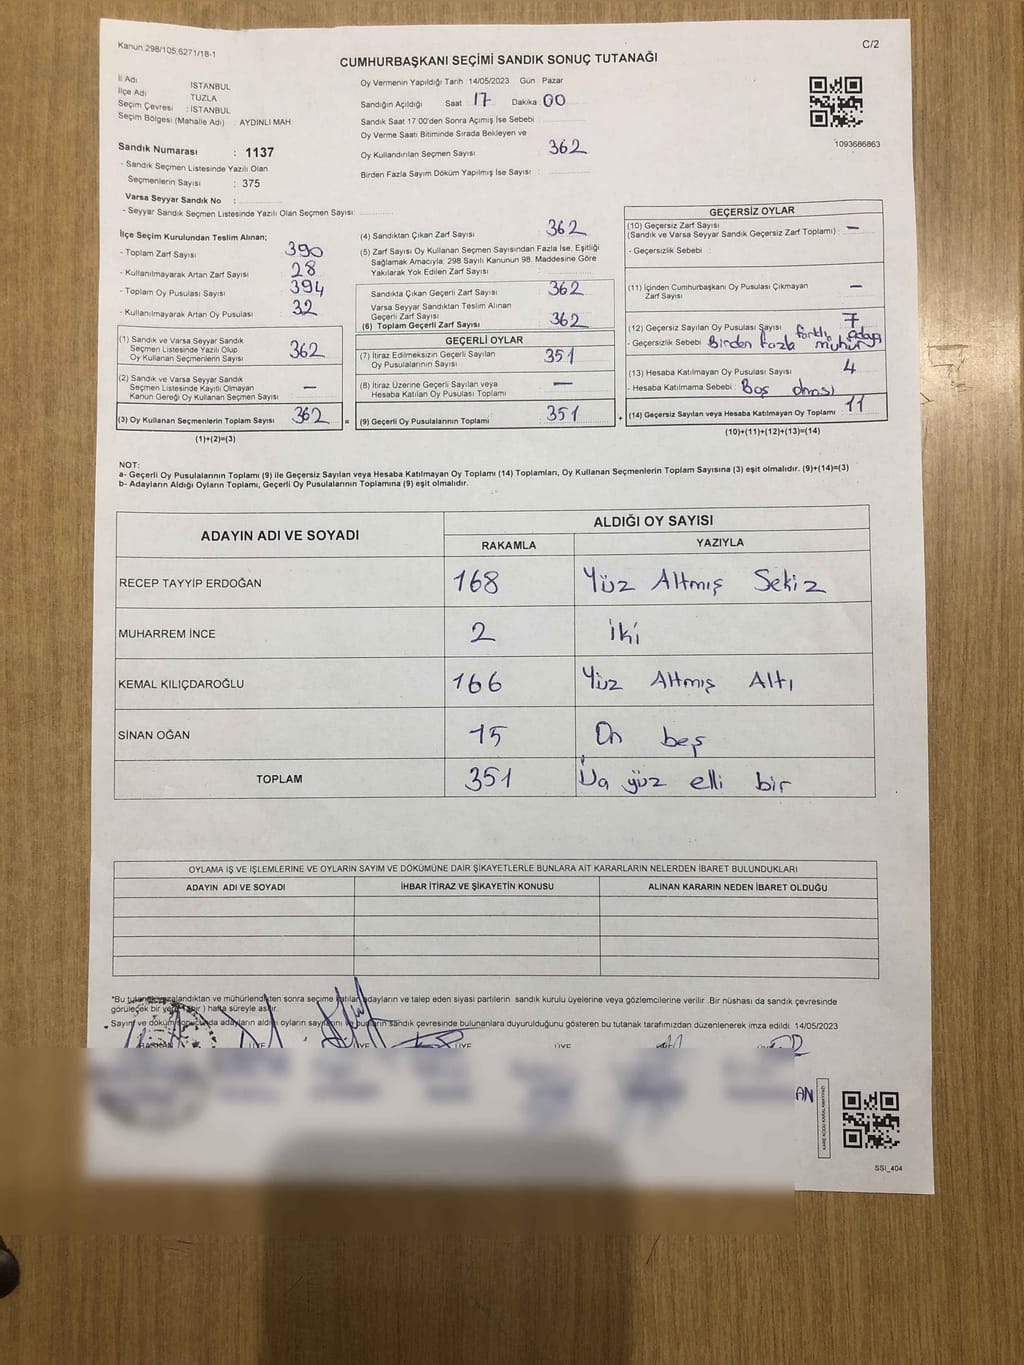 Kanun:298/105;6271/18-1
C/2
CUMHURBAŞKANI SEÇİMİ SANDIK SONUÇ TUTANAĞI
İl Adı : İSTANBUL
İlçe Adı : TUZLA
Seçim Çevresi : İSTANBUL
Seçim Bölgesi (Mahalle Adı) : AYDINLI MAH
Oy Vermenin Yapıldığı Tarih 14/05/2023 Gün Pazar
Sandığın Açıldığı Saat 17 Dakika 00
Sandık Saat 17:00'den Sonra Açımış İse Sebebi
Oy Verme Saati Bitiminde Sırada Bekleyen ve
Oy Kullandırılan Seçmen Sayısı : 362
Birden Fazla Sayım Döküm Yapılmış İse Sayısı :
1093686863
Sandık Numarası : 1137
- Sandık Seçmen Listesinde Yazılı Olan
Seçmenlerin Sayısı : 375
Varsa Seyyar Sandık No :
- Seyyar Sandık Seçmen Listesinde Yazılı Olan Seçmen Sayısı:
İlçe Seçim Kurulundan Teslim Alınan;
- Toplam Zarf Sayısı : 390
- Kullanılmayarak Artan Zarf Sayısı : 28
- Toplam Oy Pusulası Sayısı : 394
- Kullanılmayarak Artan Oy Pusulası : 32
(1) Sandık ve Varsa Seyyar Sandık
Seçmen Listesinde Yazılı Olup
Oy Kullanan Seçmenlerin Sayısı : 362
(2) Sandık ve Varsa Seyyar Sandık
Seçmen Listesinde Kayıtlı Olmayan
Kanun Gereği Oy Kullanan Seçmen Sayısı : —
(3) Oy Kullanan Seçmenlerin Toplam Sayısı : 362 =
(1)+(2)=(3)
(4) Sandıktan Çıkan Zarf Sayısı : 362
(5) Zarf Sayısı Oy Kullanan Seçmen Sayısından Fazla İse, Eşitliği
Sağlamak Amacıyla; 298 Sayılı Kanunun 98. Maddesine Göre
Yakılarak Yok Edilen Zarf Sayısı :
Sandıkta Çıkan Geçerli Zarf Sayısı : 362
Varsa Seyyar Sandıktan Teslim Alınan
Geçerli Zarf Sayısı :
(6) Toplam Geçerli Zarf Sayısı : 362
GEÇERLİ OYLAR
(7) İtiraz Edilmeksizin Geçerli Sayılan
Oy Pusulalarının Sayısı : 351
(8) İtiraz Üzerine Geçerli Sayılan veya
Hesaba Katılan Oy Pusulası Toplamı : —
(9) Geçerli Oy Pusulalarının Toplamı : 351 +
GEÇERSİZ OYLAR
(10) Geçersiz Zarf Sayısı
(Sandık ve Varsa Seyyar Sandık Geçersiz Zarf Toplamı) : —
- Geçersizlik Sebebi :
(11) İçinden Cumhurbaşkanı Oy Pusulası Çıkmayan
Zarf Sayısı : —
(12) Geçersiz Sayılan Oy Pusulası Sayısı : 7
- Geçersizlik Sebebi : Birden fazla farklı adaya mühür
(13) Hesaba Katılmayan Oy Pusulası Sayısı : 4
- Hesaba Katılmama Sebebi : Boş olması
(14) Geçersiz Sayılan veya Hesaba Katılmayan Oy Toplamı : 11
(10)+(11)+(12)+(13)=(14)
NOT:
a- Geçerli Oy Pusulalarının Toplamı (9) ile Geçersiz Sayılan veya Hesaba Katılmayan Oy Toplamı (14) Toplamları, Oy Kullanan Seçmenlerin Toplam Sayısına (3) eşit olmalıdır. (9)+(14)=(3)
b- Adayların Aldığı Oyların Toplamı, Geçerli Oy Pusulalarının Toplamına (9) eşit olmalıdır.
ADAYIN ADI VE SOYADI
ALDIĞI OY SAYISI
RAKAMLA YAZIYLA
RECEP TAYYİP ERDOĞAN 168 Yüz Altmış Sekiz
MUHARREM İNCE 2 iki
KEMAL KILIÇDAROĞLU 166 Yüz Altmış Altı
SİNAN OĞAN 15 On beş
TOPLAM 351 yüz elli bir
OYLAMA İŞ VE İŞLEMLERİNE VE OYLARIN SAYIM VE DÖKÜMÜNE DAİR ŞİKAYETLERLE BUNLARA AİT KARARLARIN NELERDEN İBARET BULUNDUKLARI
ADAYIN ADI VE SOYADI İHBAR İTİRAZ VE ŞİKAYETİN KONUSU ALINAN KARARIN NEDEN İBARET OLDUĞU
*Bu tutanak yazalandıktan ve mühürlendikten sonra seçime katılan adayların ve talep eden siyasi partilerin sandık kurulu üyelerine veya gözlemcilerine verilir .Bir nüshası da sandık çevresinde
görülecek bir yere bir ) hafta süreyle asılır.
Sayım ve döküm sonucunda adayların aldığı oyların sayılarını ve bunların sandık çevresinde bulunanlara duyurulduğunu gösteren bu tutanak tarafımızdan düzenlenerek imza edildi 14/05/2023
BAŞKAN ÜYE ÜYE ÜYE ÜYE
AN
KARE KODU KARALAMAYINIZ!
SSI_404